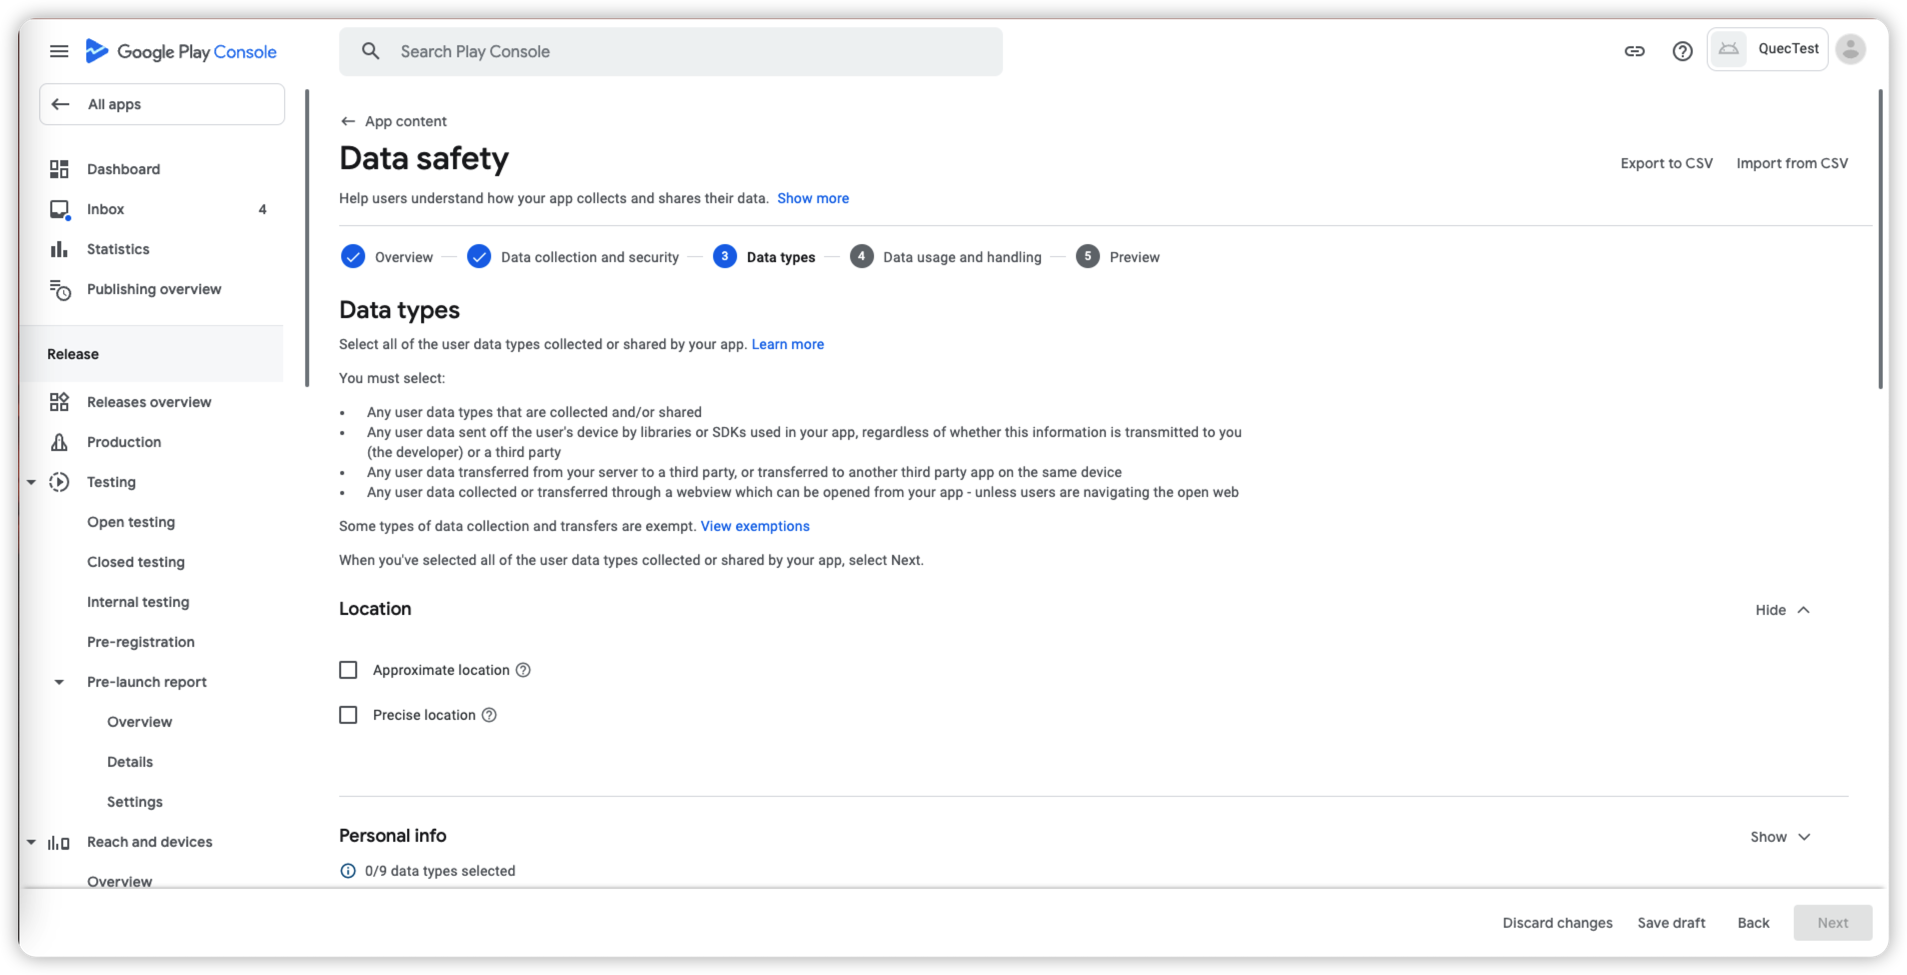 Google Play Console
Search Play Console
QuecTest
All apps
Dashboard
Inbox 4
Statistics
Publishing overview
Release
Releases overview
Production
Testing
Open testing
Closed testing
Internal testing
Pre-registration
Pre-launch report
Overview
Details
Settings
Reach and devices
Overview
App content
Data safety
Export to CSV Import from CSV
Help users understand how your app collects and shares their data. Show more
Overview Data collection and security 3 Data types 4 Data usage and handling 5 Preview
Data types
Select all of the user data types collected or shared by your app. Learn more
You must select:
• Any user data types that are collected and/or shared
• Any user data sent off the user's device by libraries or SDKs used in your app, regardless of whether this information is transmitted to you
(the developer) or a third party
• Any user data transferred from your server to a third party, or transferred to another third party app on the same device
• Any user data collected or transferred through a webview which can be opened from your app - unless users are navigating the open web
Some types of data collection and transfers are exempt. View exemptions
When you've selected all of the user data types collected or shared by your app, select Next.
Location Hide
Approximate location
Precise location
Personal info Show
0/9 data types selected
Discard changes Save draft Back Next